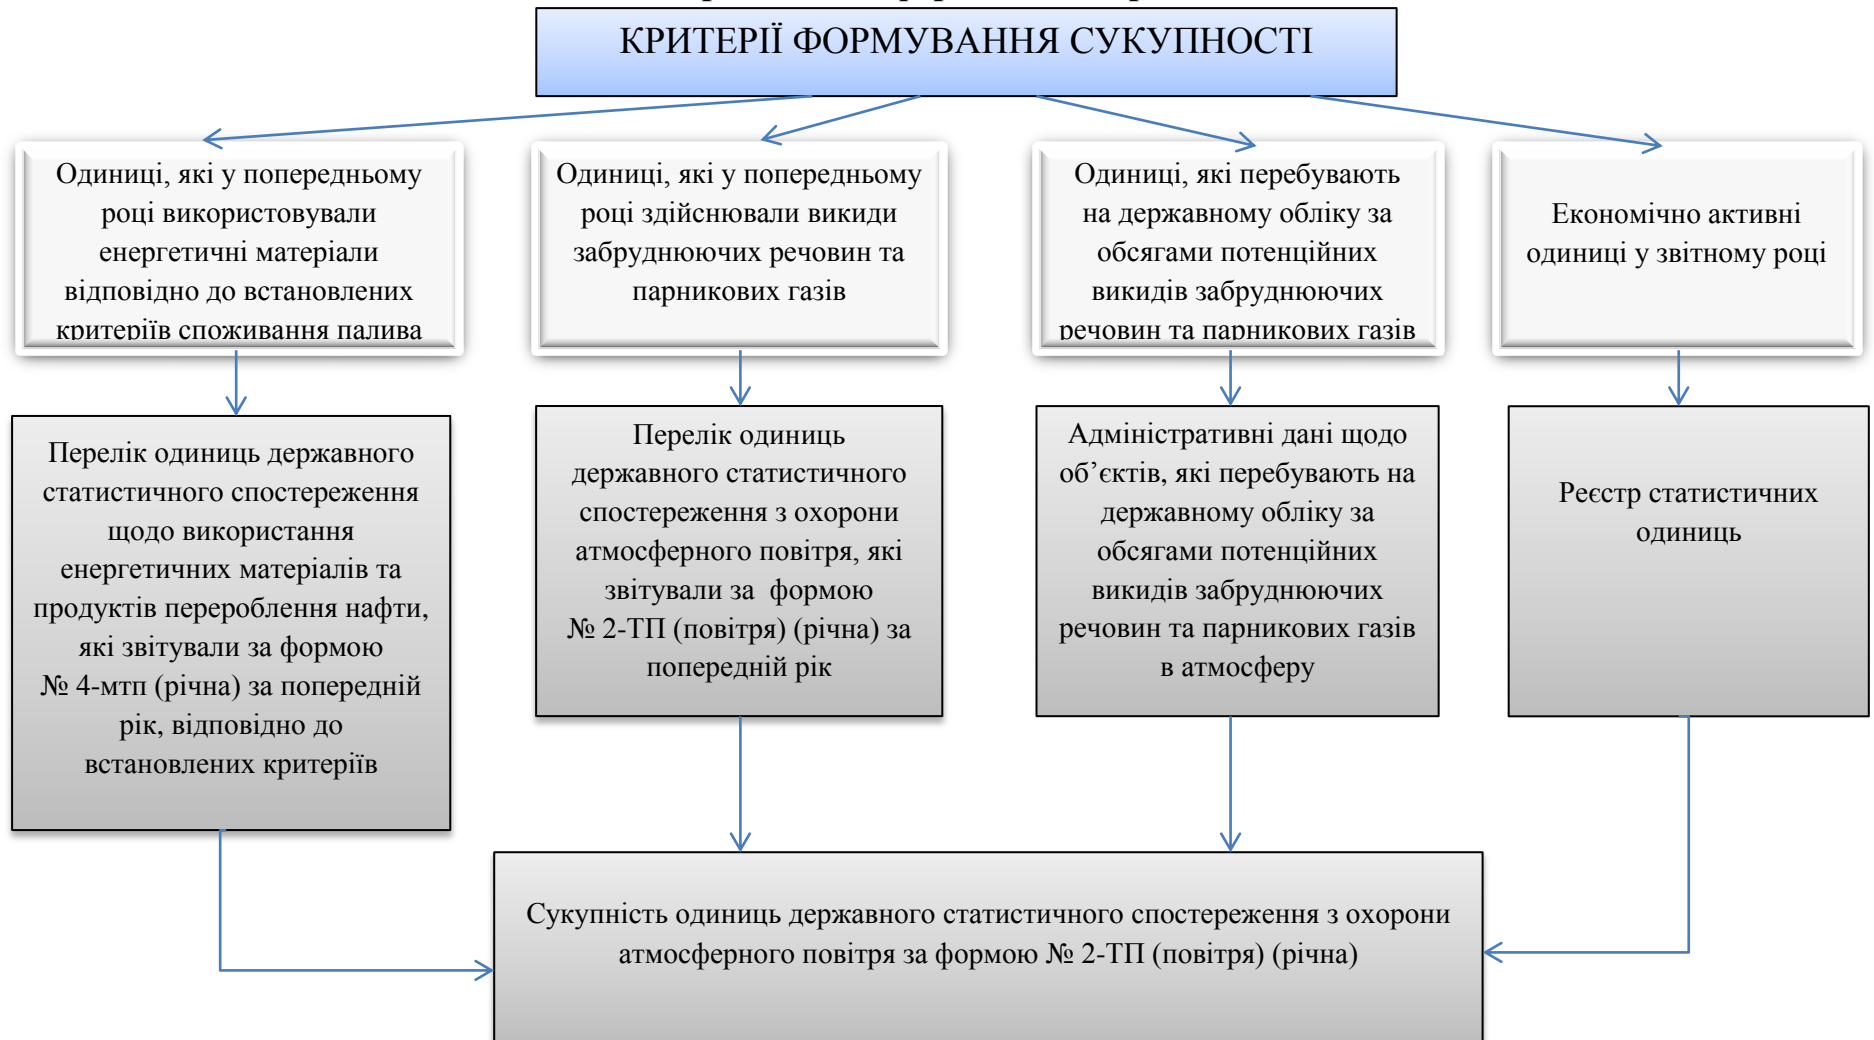 КРИТЕРІЇ ФОРМУВАННЯ СУКУПНОСТІ
Одиниці, які у попередньому
році використовували
енергетичні матеріали
відповідно до встановлених
критеріїв споживання палива
Одиниці, які у попередньому
році здійснювали викиди
забруднюючих речовин та
парникових газів
Одиниці, які перебувають
на державному обліку за
обсягами потенційних
викидів забруднюючих
речовин та парникових газів
Економічно активні
одиниці у звітному році
Перелік одиниць державного
статистичного спостереження
щодо використання
енергетичних матеріалів та
продуктів перероблення нафти,
які звітували за формою
№ 4-мтп (річна) за попередній
рік, відповідно до
встановлених критеріїв
Перелік одиниць
державного статистичного
спостереження з охорони
атмосферного повітря, які
звітували за формою
№ 2-ТП (повітря) (річна) за
попередній рік
Адміністративні дані щодо
об’єктів, які перебувають на
державному обліку за
обсягами потенційних
викидів забруднюючих
речовин та парникових газів
в атмосферу
Реєстр статистичних
одиниць
Сукупність одиниць державного статистичного спостереження з охорони
атмосферного повітря за формою № 2-ТП (повітря) (річна)